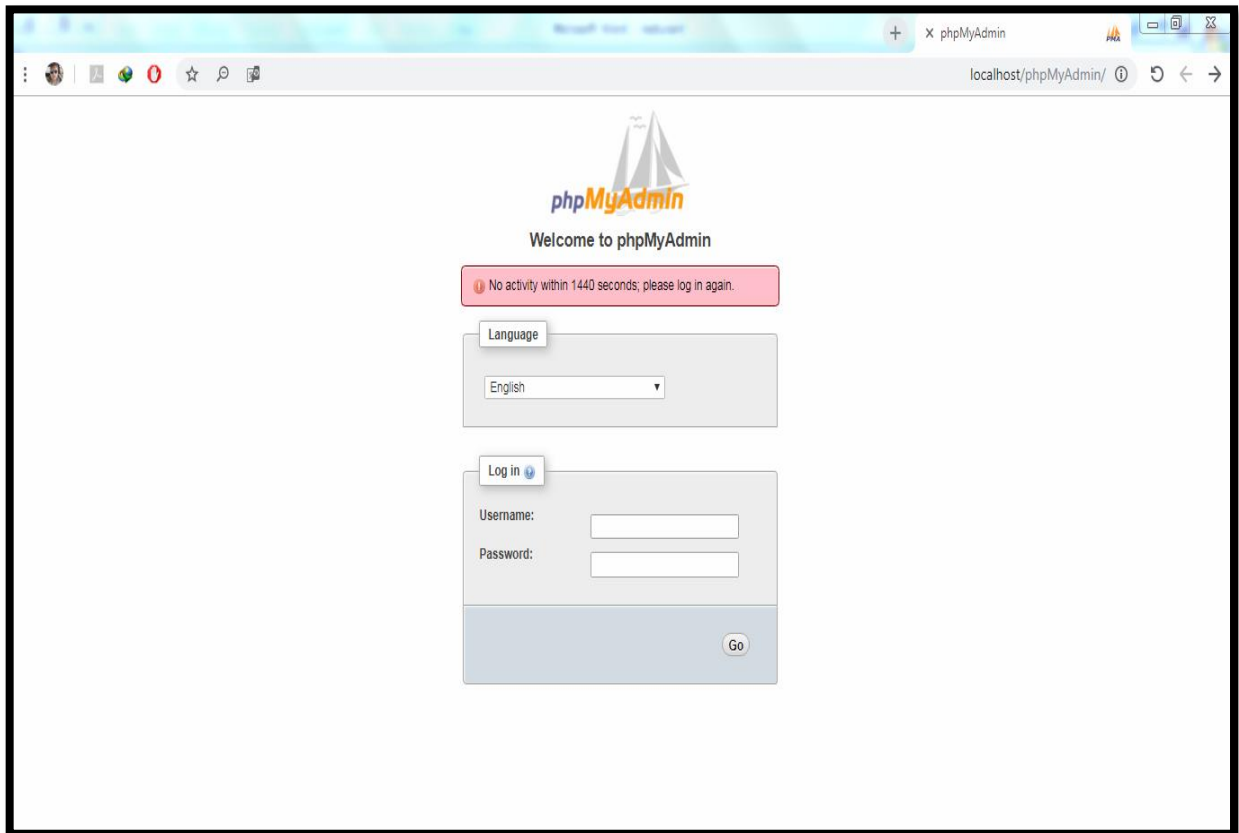 phpMyAdmin
localhost/phpMyAdmin/
phpMyAdmin
Welcome to phpMyAdmin
No activity within 1440 seconds; please log in again.
Language
English
Log in
Username:
Password:
Go